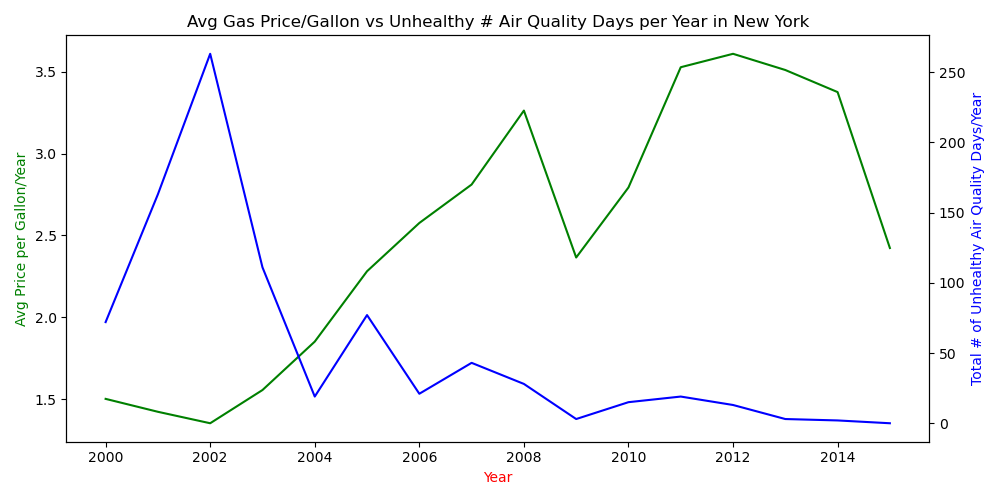 Avg Gas Price/Gallon vs Unhealthy # Air Quality Days per Year in New York
Avg Price per Gallon/Year
3.5
3.0
2.5
2.0
1.5
250
200
150
100
50
0
Total # of Unhealthy Air Quality Days/Year
2000 2002 2004 2006 2008 2010 2012 2014
Year